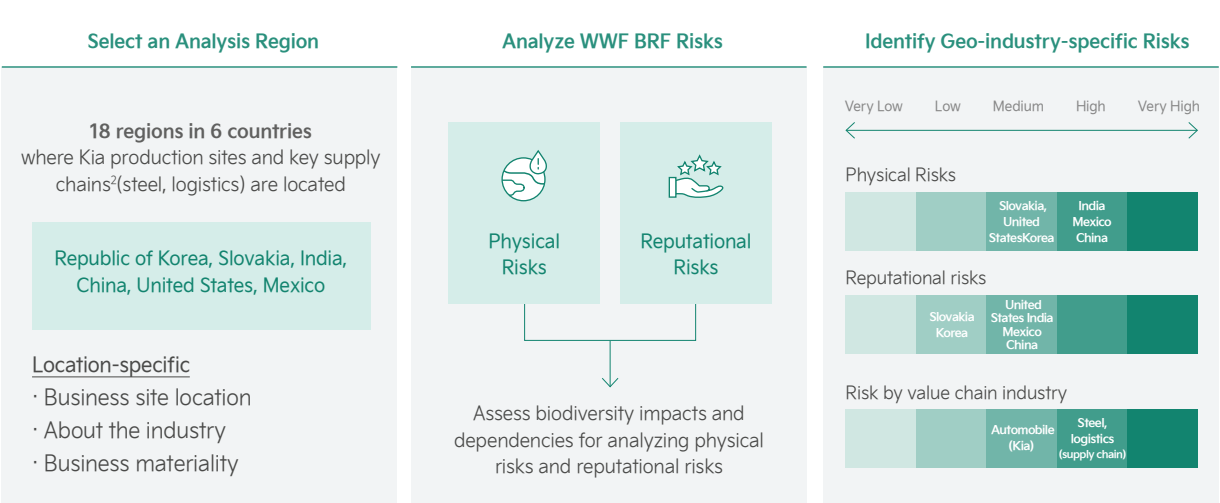 Select an Analysis Region
18 regions in 6 countries
where Kia production sites and key supply
chains²(steel, logistics) are located
Republic of Korea, Slovakia, India,
China, United States, Mexico
Location-specific
· Business site location
· About the industry
· Business materiality
Analyze WWF BRF Risks
Physical
Risks
Reputational
Risks
Assess biodiversity impacts and
dependencies for analyzing physical
risks and reputational risks
Identify Geo-industry-specific Risks
Very Low Low Medium High Very High
Physical Risks
Slovakia,
United
StatesKorea
India
Mexico
China
Reputational risks
Slovakia
Korea
United
States India
Mexico
China
Risk by value chain industry
Automobile
(Kia)
Steel,
logistics
(supply chain)